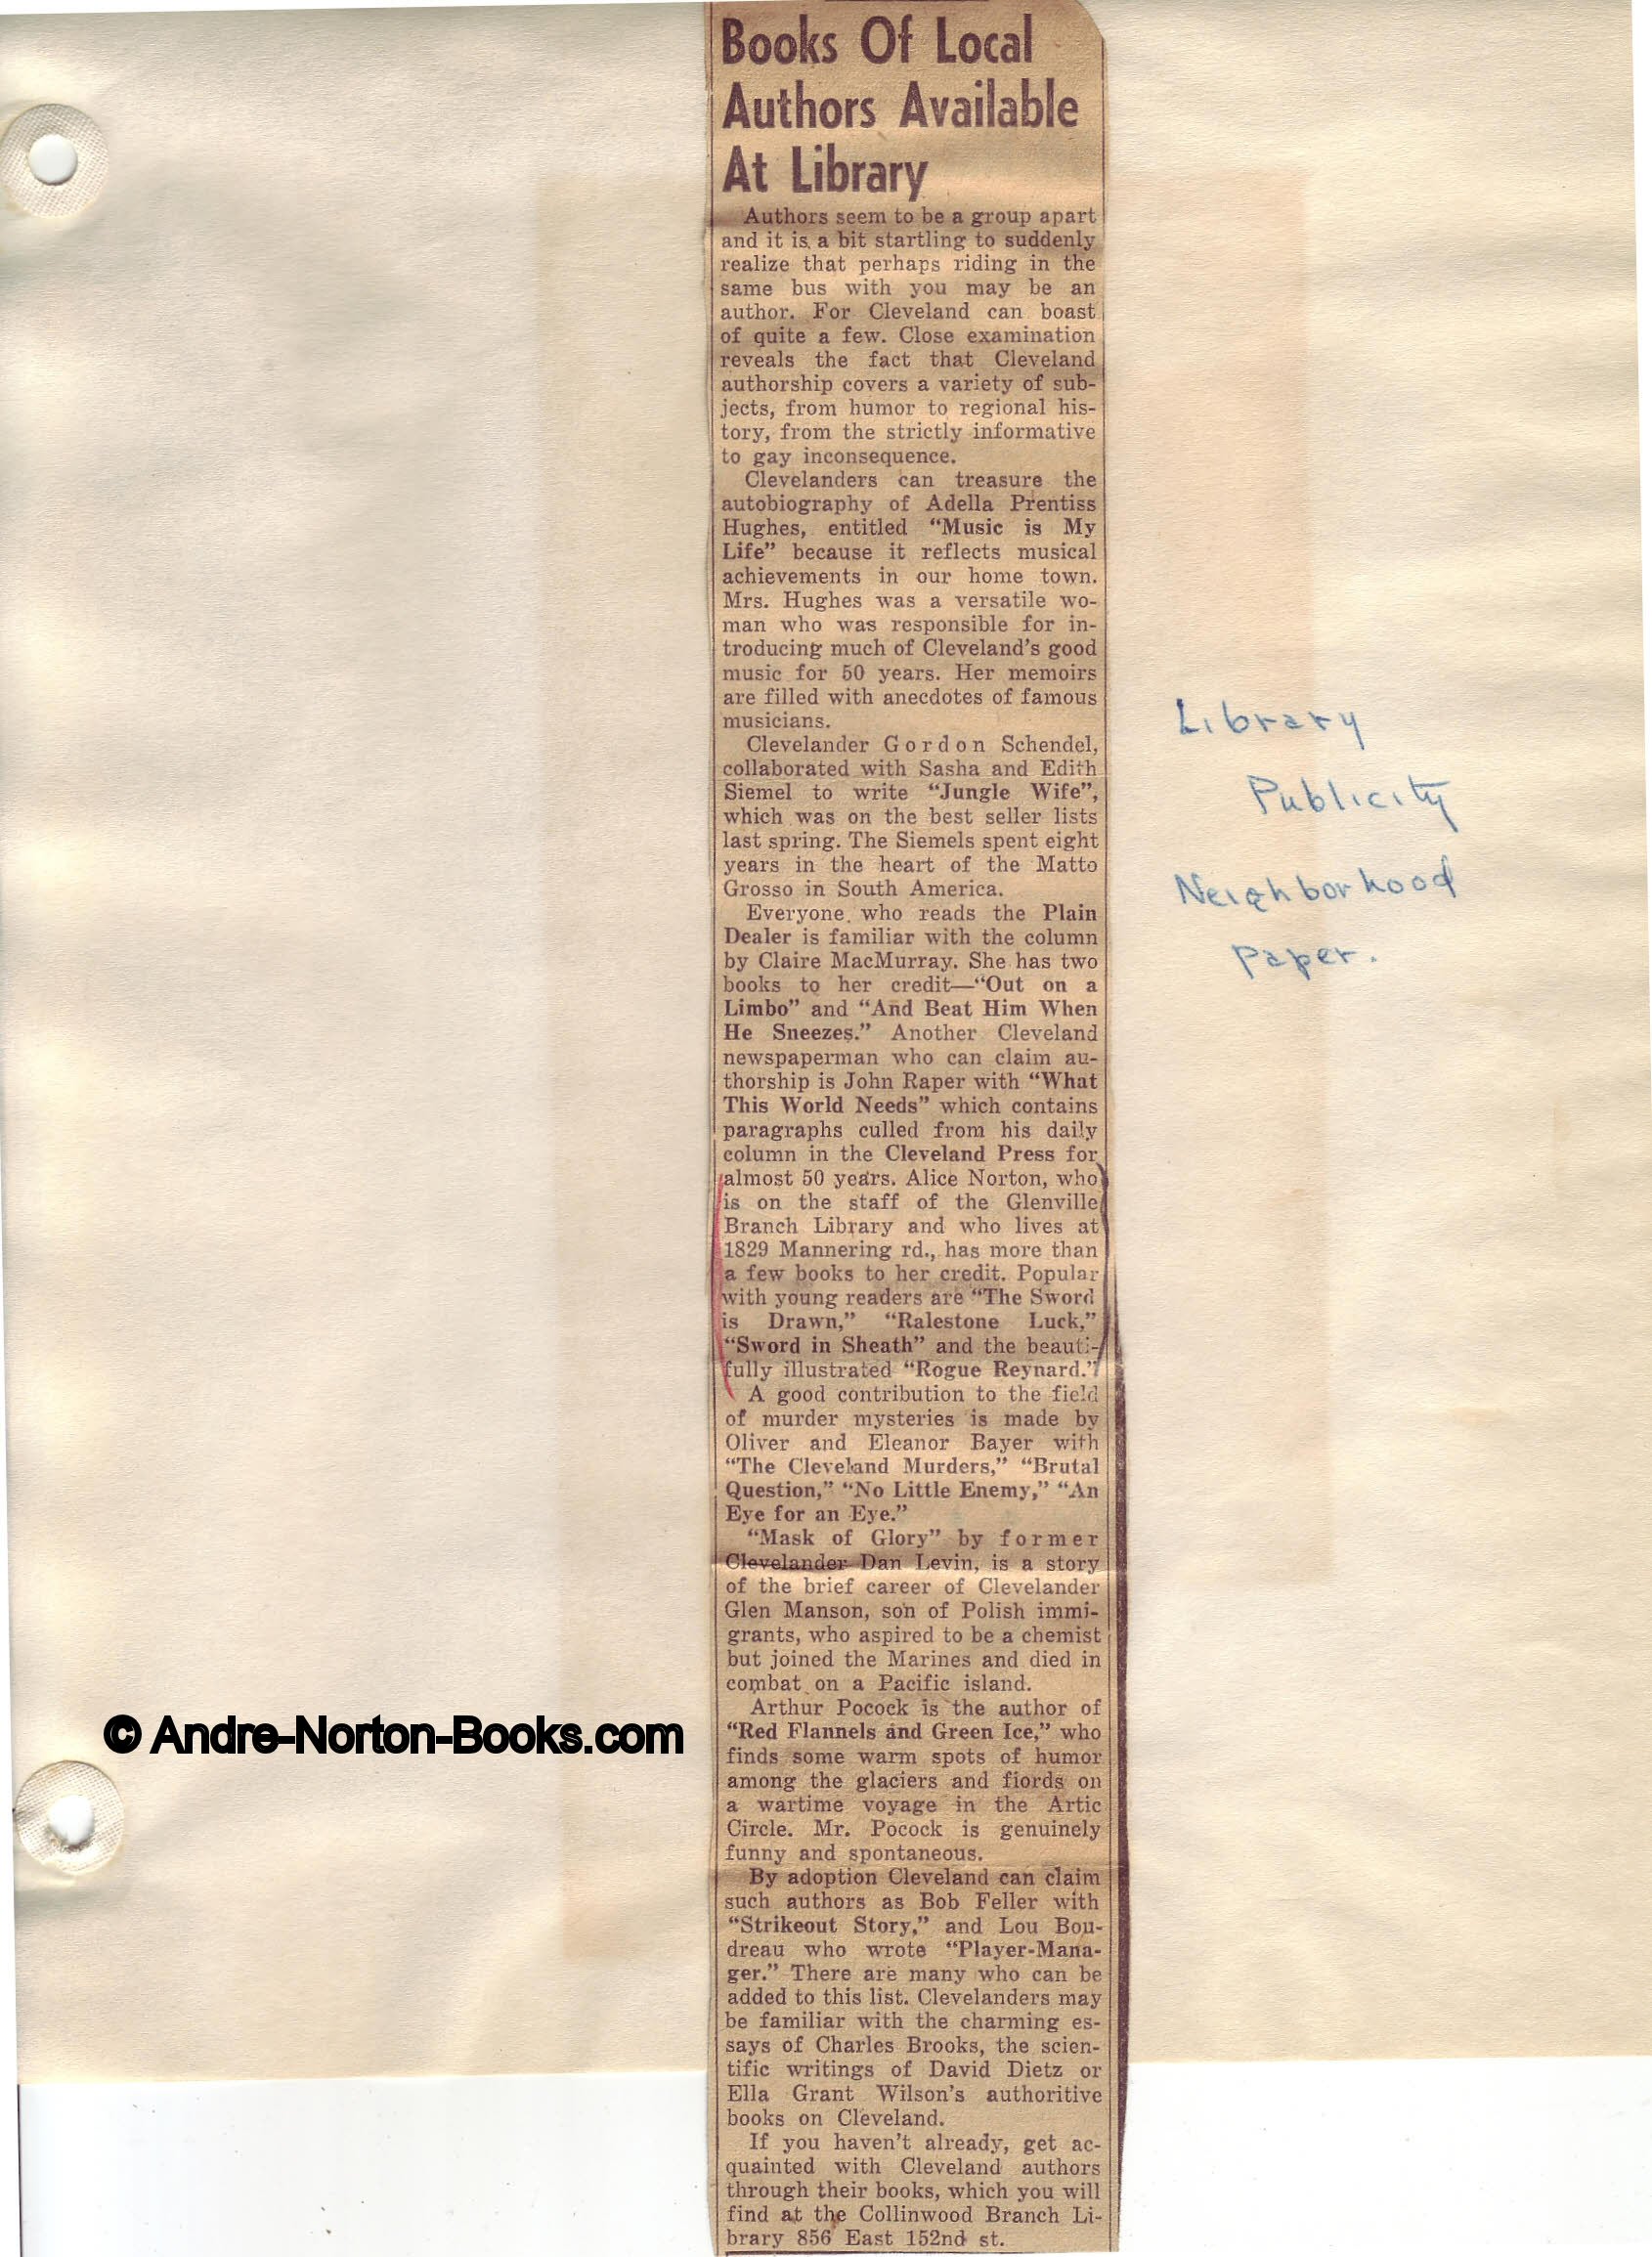 Books Of Local
Authors Available
At Library
Authors seem to be a group apart
and it is a bit startling to suddenly
realize that perhaps riding in the
same bus with you may be an
author. For Cleveland can boast
of quite a few. Close examination
reveals the fact that Cleveland
authorship covers a variety of sub-
jects, from humor to regional his-
tory, from the strictly informative
to gay inconsequence.
Clevelanders can treasure the
autobiography of Adella Prentiss
Hughes, entitled "Music is My
Life" because it reflects musical
achievements in our home town.
Mrs. Hughes was a versatile wo-
man who was responsible for in-
troducing much of Cleveland's good
music for 50 years. Her memoirs
are filled with anecdotes of famous
musicians.
Clevelander Gordon Schendel,
collaborated with Sasha and Edith
Siemel to write "Jungle Wife",
which was on the best seller lists
last spring. The Siemels spent eight
years in the heart of the Matto
Grosso in South America.
Everyone who reads the Plain
Dealer is familiar with the column
by Claire MacMurray. She has two
books to her credit—"Out on a
Limbo" and "And Beat Him When
He Sneezes." Another Cleveland
newspaperman who can claim au-
thorship is John Raper with "What
This World Needs" which contains
paragraphs culled from his daily
column in the Cleveland Press for
almost 50 years. Alice Norton, who
is on the staff of the Glenville
Branch Library and who lives at
1829 Mannering rd., has more than
a few books to her credit. Popular
with young readers are "The Sword
is Drawn," "Ralestone Luck,"
"Sword in Sheath" and the beauti-
fully illustrated "Rogue Reynard."
A good contribution to the field
of murder mysteries is made by
Oliver and Eleanor Bayer with
"The Cleveland Murders," "Brutal
Question," "No Little Enemy," "An
Eye for an Eye."
"Mask of Glory" by former
Clevelander Dan Levin, is a story
of the brief career of Clevelander
Glen Manson, son of Polish immi-
grants, who aspired to be a chemist
but joined the Marines and died in
combat on a Pacific island.
Arthur Pocock is the author of
"Red Flannels and Green Ice," who
finds some warm spots of humor
among the glaciers and fiords on
a wartime voyage in the Artic
Circle. Mr. Pocock is genuinely
funny and spontaneous.
By adoption Cleveland can claim
such authors as Bob Feller with
"Strikeout Story," and Lou Bou-
dreau who wrote "Player-Mana-
ger." There are many who can be
added to this list. Clevelanders may
be familiar with the charming es-
says of Charles Brooks, the scien-
tific writings of David Dietz or
Ella Grant Wilson's authoritive
books on Cleveland.
If you haven't already, get ac-
quainted with Cleveland authors
through their books, which you will
find at the Collinwood Branch Li-
brary 856 East 152nd st.
Library
Publicity
Neighborhood
paper.
© Andre-Norton-Books.com